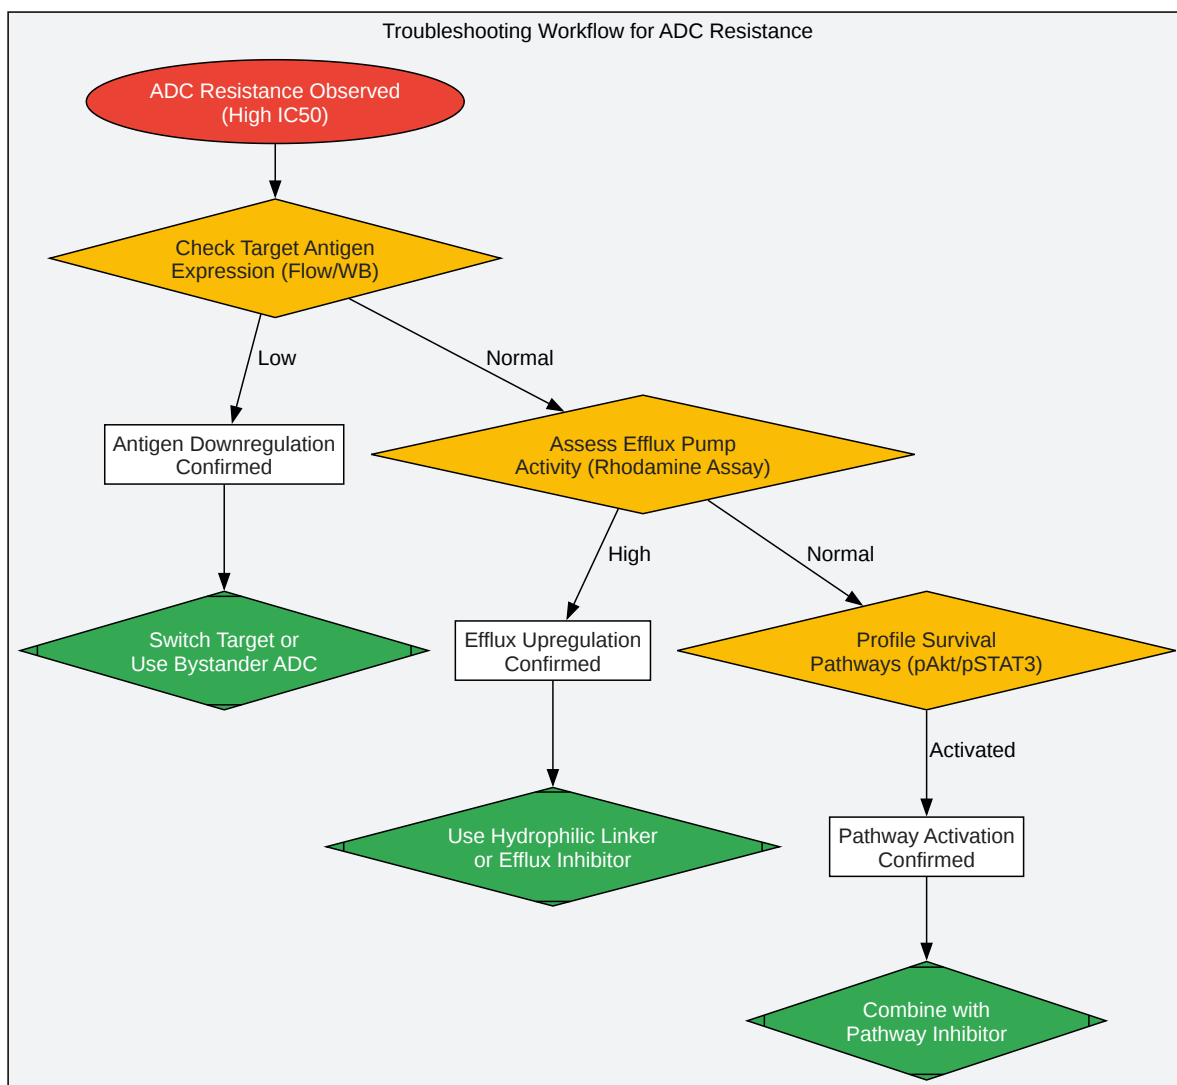 Troubleshooting Workflow for ADC Resistance
ADC Resistance Observed
(High IC50)
Check Target Antigen
Expression (Flow/WB)
Low
Normal
Antigen Downregulation
Confirmed
Assess Efflux Pump
Activity (Rhodamine Assay)
High
Normal
Switch Target or
Use Bystander ADC
Efflux Upregulation
Confirmed
Profile Survival
Pathways (pAkt/pSTAT3)
Activated
Use Hydrophilic Linker
or Efflux Inhibitor
Pathway Activation
Confirmed
Combine with
Pathway Inhibitor